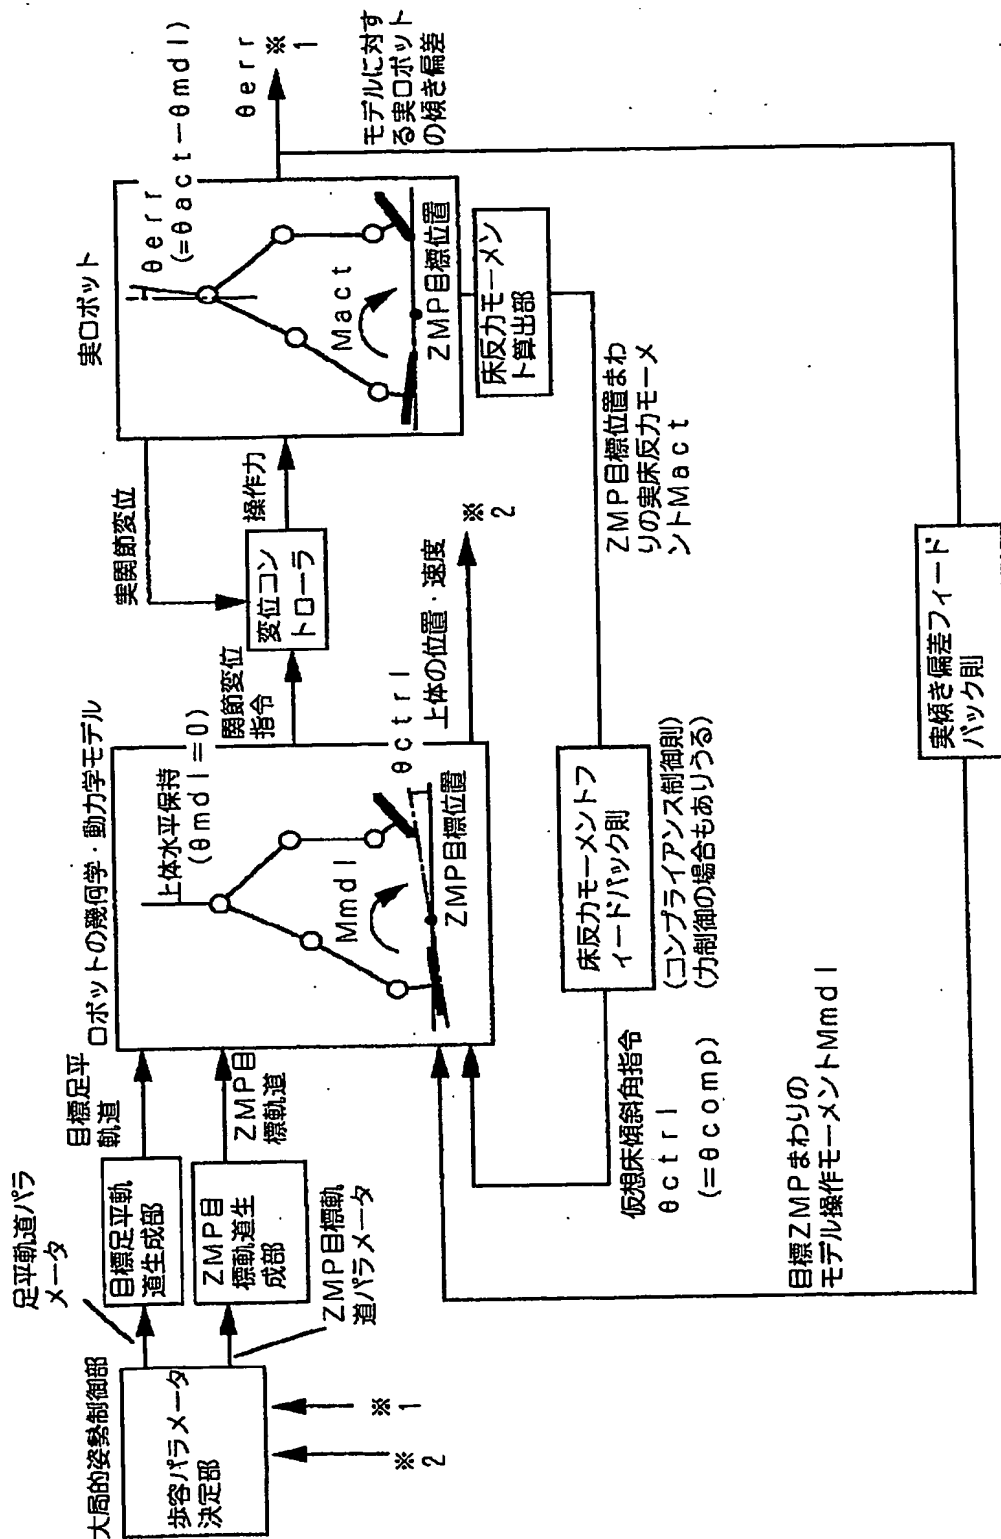 大局的姿勢制御部
歩容パラメータ
決定部
※
1
※
2
足平軌道パラ
メータ
目標足平軌
道生成部
ZMP目
標軌道生
成部
ZMP目標軌
道パラメータ
目標足平
軌道
ZMP目
標軌道
ロボットの幾何学・動力学モデル
上体水平保持
(θmdl=0)
Mmdl
θctrl
ZMP目標位置
関節変位
指令
上体の位置・速度
※
2
変位コン
トローラ
実関節変位
操作力
実ロボット
θerr
(=θact－θmdl)
Mact
ZMP目標位置
θerr
※
1
モデルに対す
る実ロボット
の傾き偏差
床反力モーメン
ト算出部
ZMP目標位置まわ
りの実床反力モーメ
ントMact
床反力モーメントフ
ィードバック則
(コンプライアンス制御則)
(力制御の場合もありうる)
仮想床傾斜角指令
θctrl
(=θcomp)
目標ZMPまわりの
モデル操作モーメントMmdl
実傾き偏差フィード
バック則